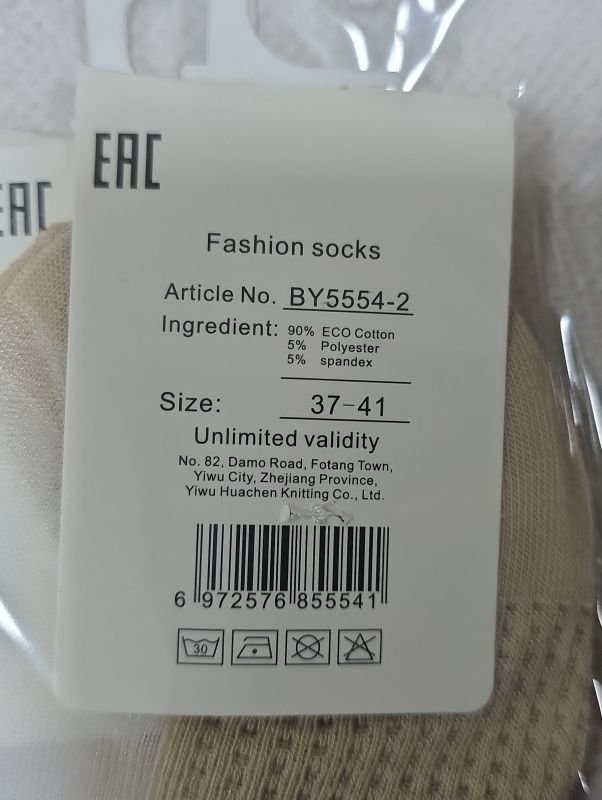 EAC
EAC
Fashion socks
Article No. BY5554-2
Ingredient: 90% ECO Cotton
5% Polyester
5% spandex
Size: 37-41
Unlimited validity
No. 82, Damo Road, Fotang Town,
Yiwu City, Zhejiang Province,
Yiwu Huachen Knitting Co., Ltd.
6 972576 855541
30